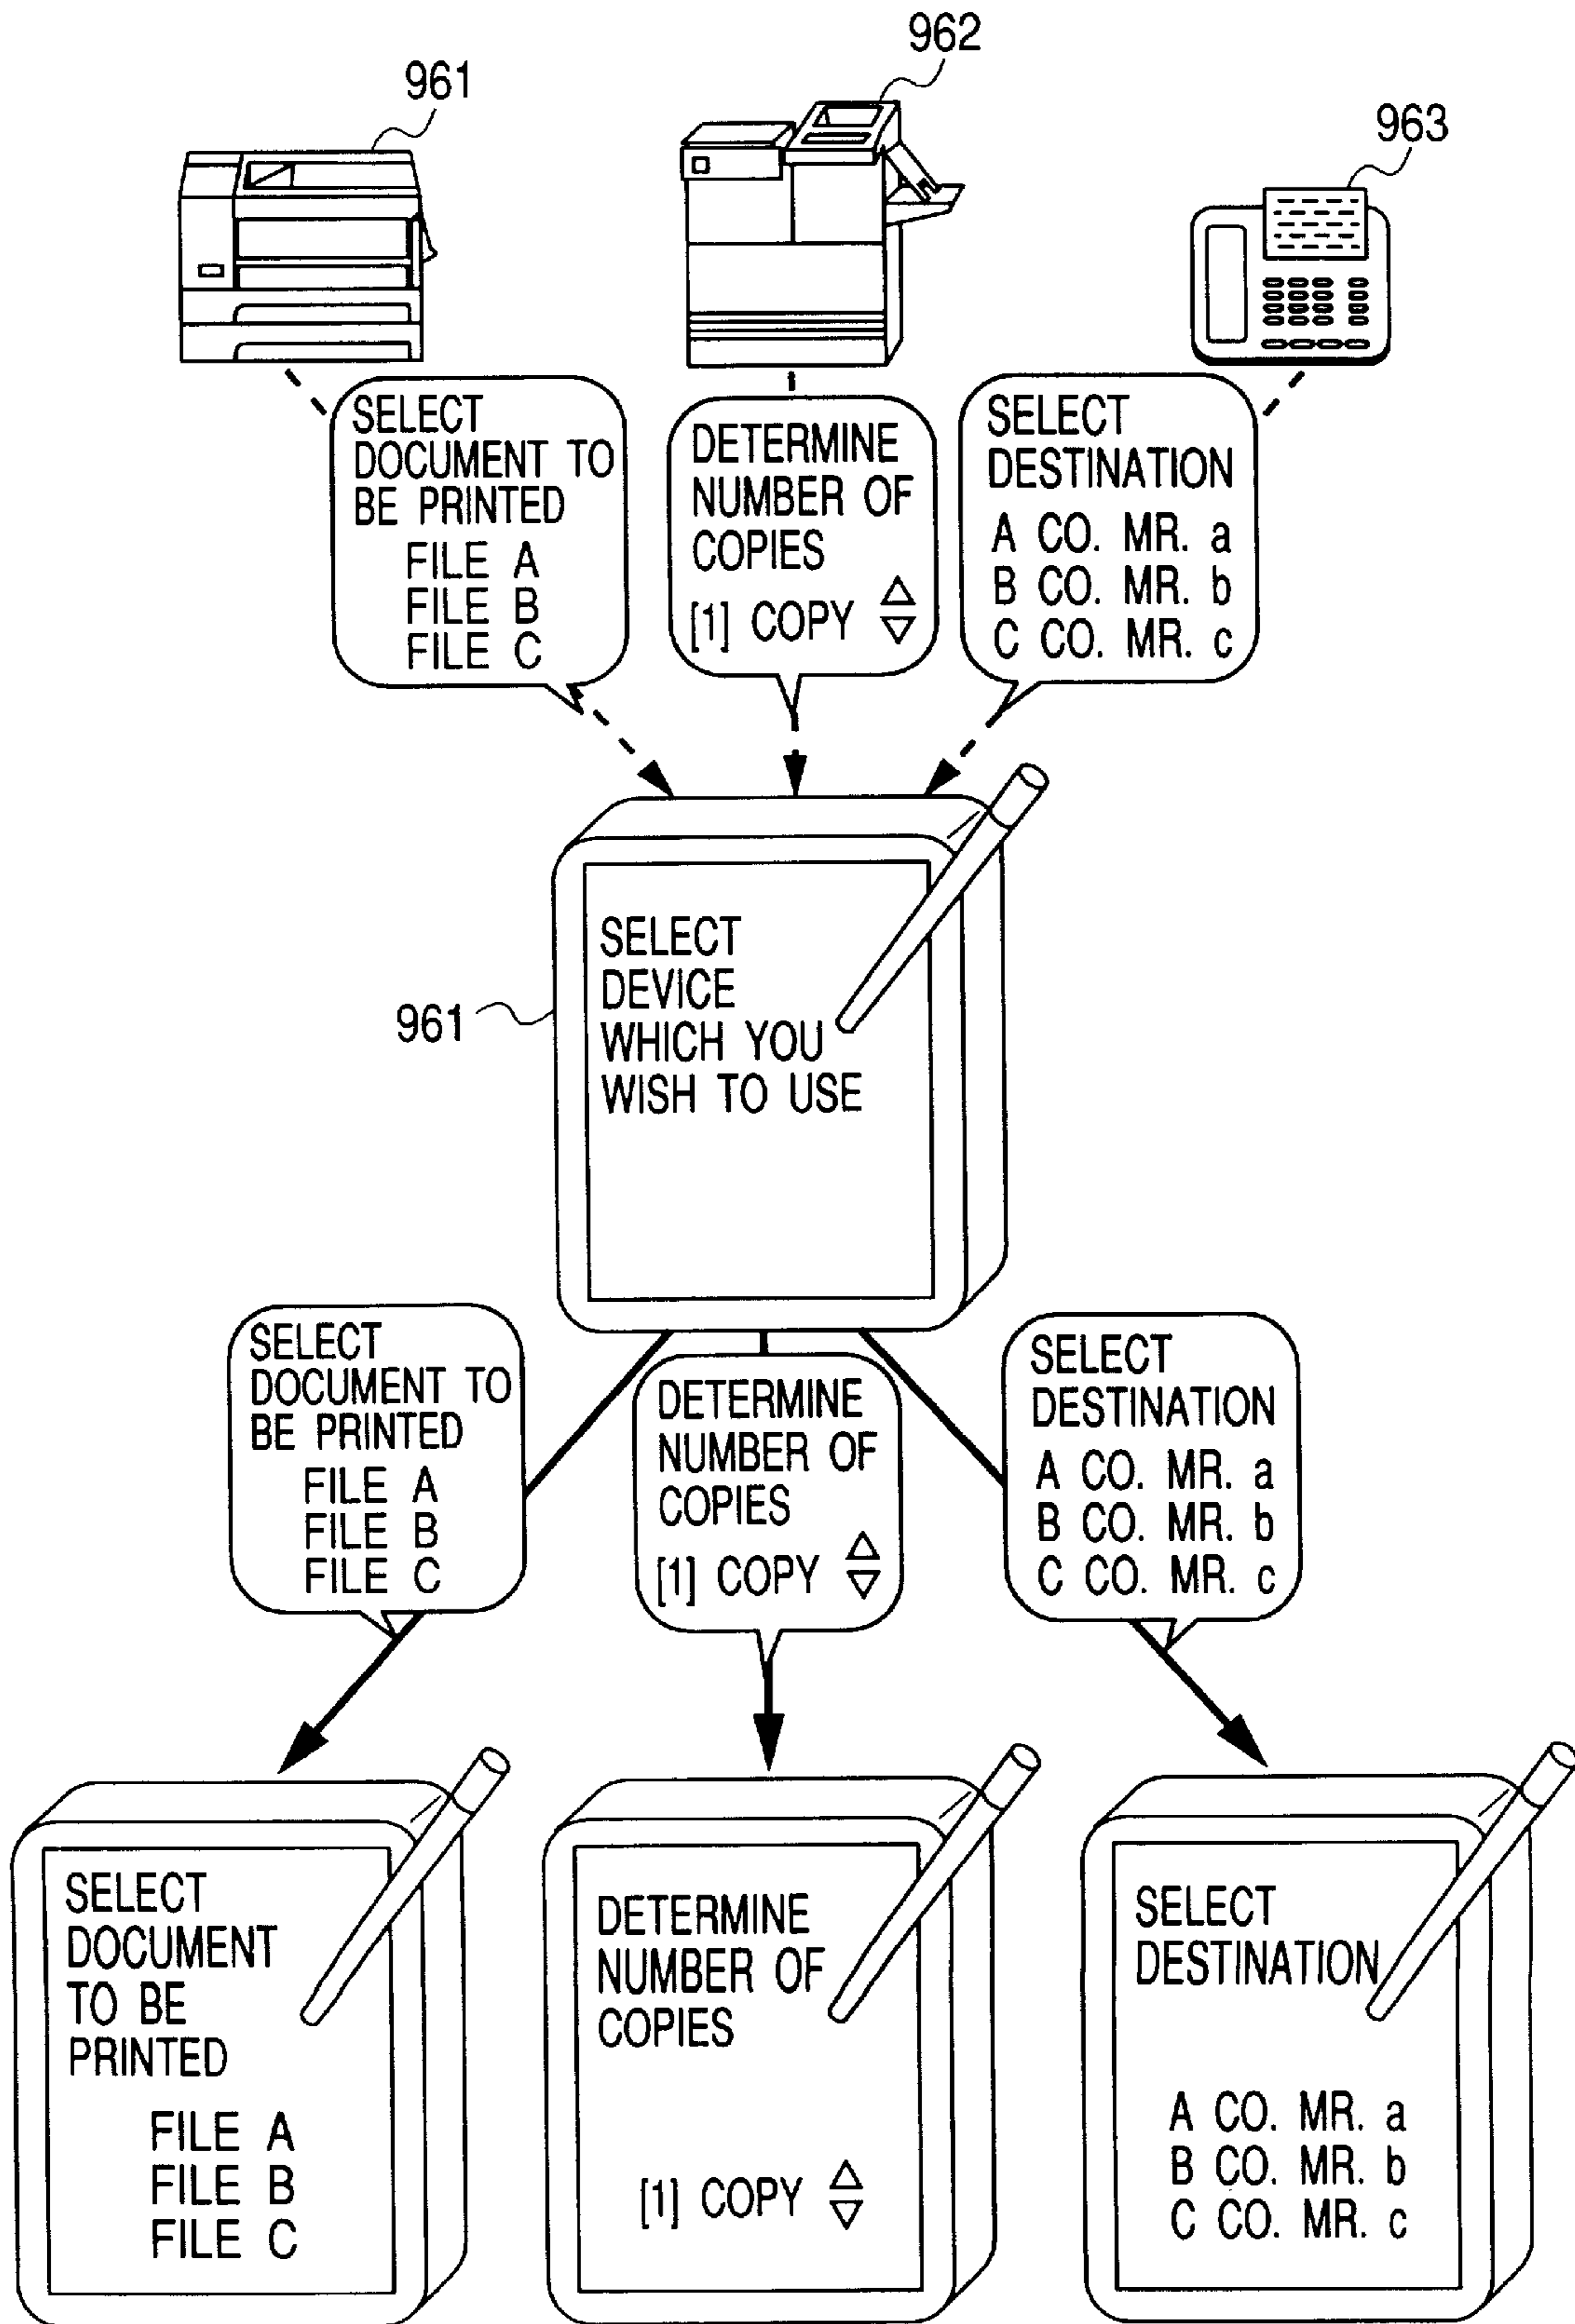 962
961
963
SELECT
DOCUMENT TO
BE PRINTED
FILE A
FILE B
FILE C
DETERMINE
NUMBER OF
COPIES
[1] COPY △▽
SELECT
DESTINATION
A CO. MR. a
B CO. MR. b
C CO. MR. c
961
SELECT
DEVICE
WHICH YOU
WISH TO USE
SELECT
DOCUMENT TO
BE PRINTED
FILE A
FILE B
FILE C
DETERMINE
NUMBER OF
COPIES
[1] COPY △▽
SELECT
DESTINATION
A CO. MR. a
B CO. MR. b
C CO. MR. c
SELECT
DOCUMENT
TO BE
PRINTED
FILE A
FILE B
FILE C
DETERMINE
NUMBER OF
COPIES
[1] COPY △▽
SELECT
DESTINATION
A CO. MR. a
B CO. MR. b
C CO. MR. c